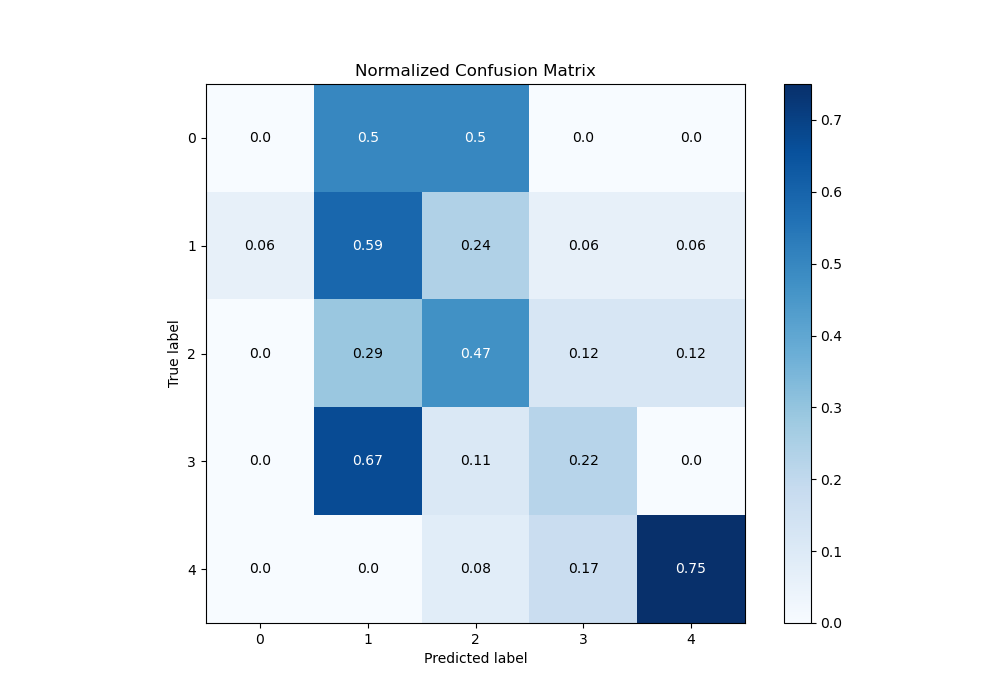 Normalized Confusion Matrix
True label
0 0.0 0.5 0.5 0.0 0.0
1 0.06 0.59 0.24 0.06 0.06
2 0.0 0.29 0.47 0.12 0.12
3 0.0 0.67 0.11 0.22 0.0
4 0.0 0.0 0.08 0.17 0.75
0 1 2 3 4
Predicted label
0.7
0.6
0.5
0.4
0.3
0.2
0.1
0.0